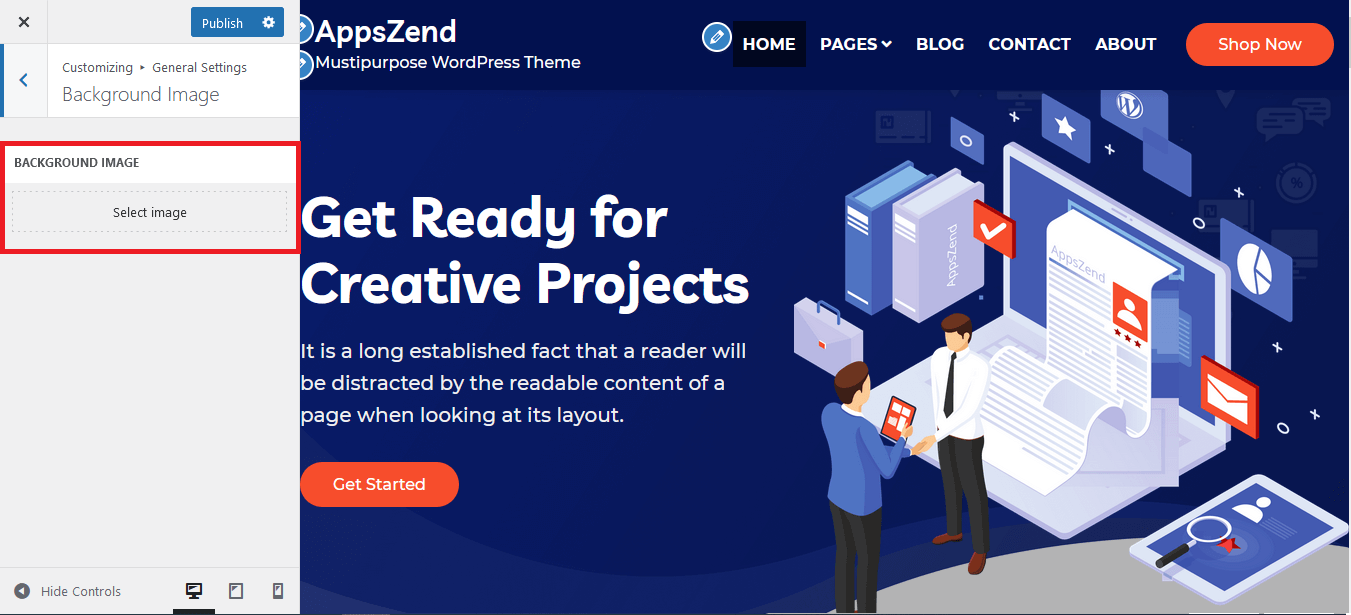 Publish
Customizing ▸ General Settings
Background Image
BACKGROUND IMAGE
Select image
Hide Controls
AppsZend
Mustipurpose WordPress Theme
HOME PAGES BLOG CONTACT ABOUT Shop Now
Get Ready for
Creative Projects
It is a long established fact that a reader will
be distracted by the readable content of a
page when looking at its layout.
Get Started
AppsZend
AppsZend
%